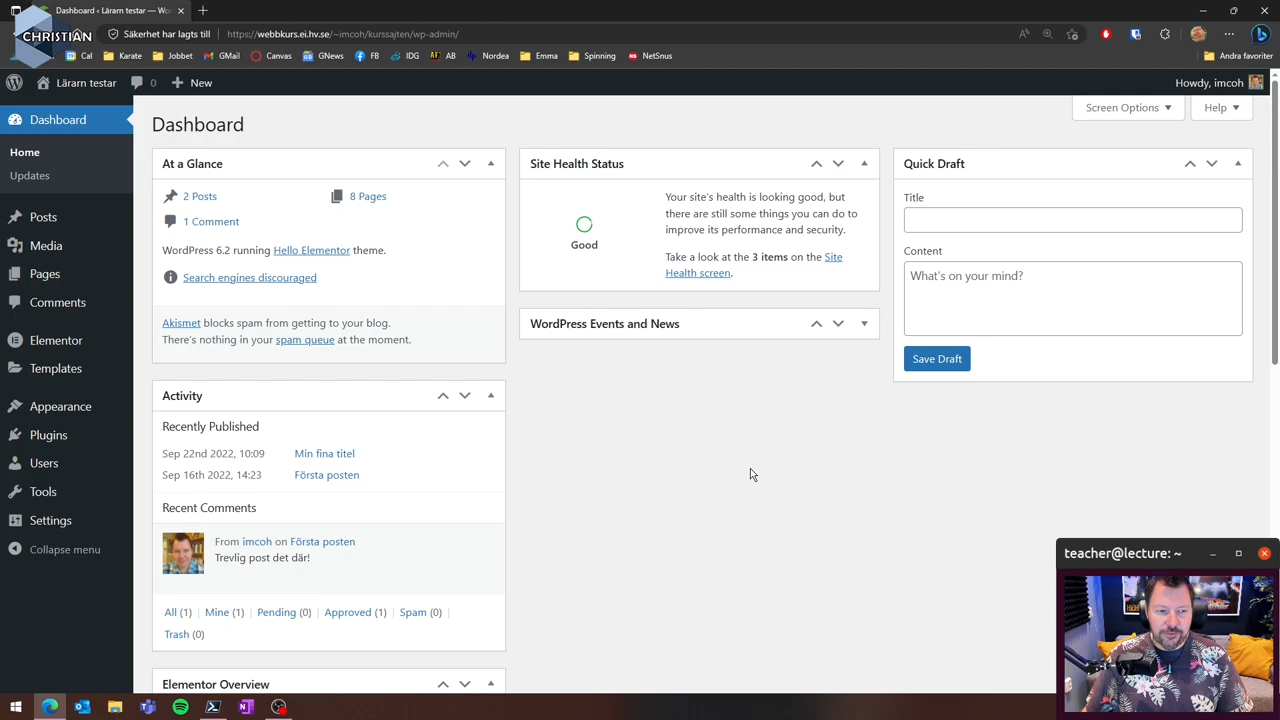 Dashboard ‹ Lärarn testar — W
CHRISTIAN
Säkerhet har lagts till
https://webbkurs.ei.hv.se/~imcoh/kurssajten/wp-admin/
Cal
Karate
Jobbet
GMail
Canvas
GNews
FB
IDG
AB
Nordea
Emma
Spinning
NetSnus
Andra favoriter
Lärarn testar
0
New
Howdy, imcoh
Dashboard
Home
Updates
Posts
Media
Pages
Comments
Elementor
Templates
Appearance
Plugins
Users
Tools
Settings
Collapse menu
Screen Options
Help
Dashboard
At a Glance
2 Posts
8 Pages
1 Comment
WordPress 6.2 running Hello Elementor theme.
Search engines discouraged
Akismet blocks spam from getting to your blog.
There's nothing in your spam queue at the moment.
Activity
Recently Published
Sep 22nd 2022, 10:09 Min fina titel
Sep 16th 2022, 14:23 Första posten
Recent Comments
From imcoh on Första posten
Trevlig post det där!
All (1) | Mine (1) | Pending (0) | Approved (1) | Spam (0) |
Trash (0)
Elementor Overview
Site Health Status
Good
Your site's health is looking good, but
there are still some things you can do to
improve its performance and security.
Take a look at the 3 items on the Site
Health screen.
WordPress Events and News
Quick Draft
Title
Content
What's on your mind?
Save Draft
teacher@lecture: ~